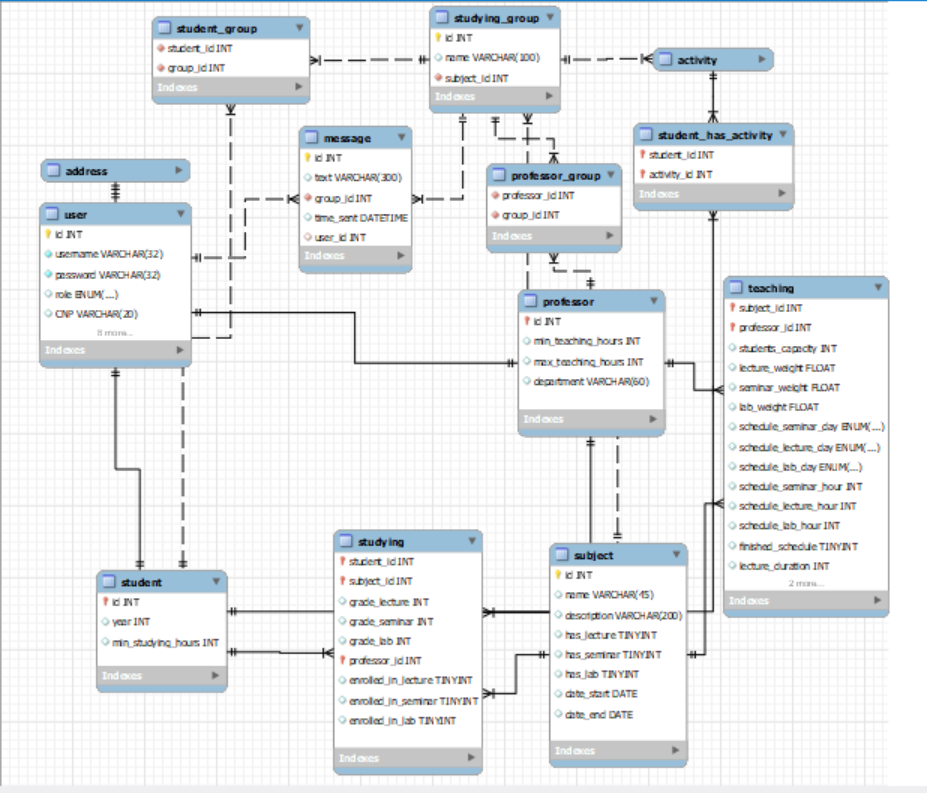 student_group
student_id INT
group_id INT
Indexes
studying_group
id INT
name VARCHAR(100)
subject_id INT
Indexes
activity
message
id INT
text VARCHAR(300)
group_id INT
time_sent DATETIME
user_id INT
Indexes
student_has_activity
student_id INT
activity_id INT
Indexes
address
professor_group
professor_id INT
group_id INT
Indexes
user
id INT
username VARCHAR(32)
password VARCHAR(32)
role ENUM(...)
CNP VARCHAR(20)
8 more...
Indexes
professor
id INT
min_teaching_hours INT
max_teaching_hours INT
department VARCHAR(60)
Indexes
teaching
subject_id INT
professor_id INT
students_capacity INT
lecture_weight FLOAT
seminar_weight FLOAT
lab_weight FLOAT
schedule_seminar_day ENUM(...)
schedule_lecture_day ENUM(...)
schedule_lab_day ENUM(...)
schedule_seminar_hour INT
schedule_lecture_hour INT
schedule_lab_hour INT
finished_schedule TINYINT
lecture_duration INT
2 more...
Indexes
student
id INT
year INT
min_studying_hours INT
Indexes
studying
student_id INT
subject_id INT
grade_lecture INT
grade_seminar INT
grade_lab INT
professor_id INT
enrolled_in_lecture TINYINT
enrolled_in_seminar TINYINT
enrolled_in_lab TINYINT
Indexes
subject
id INT
name VARCHAR(45)
description VARCHAR(200)
has_lecture TINYINT
has_seminar TINYINT
has_lab TINYINT
date_start DATE
date_end DATE
Indexes